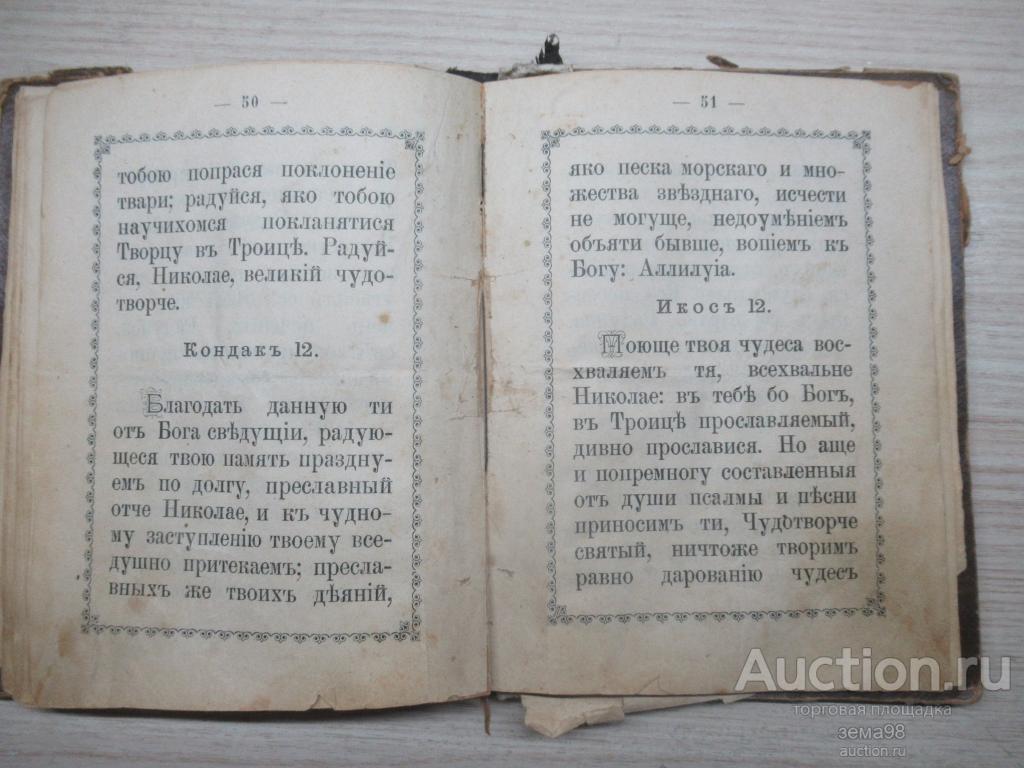 — 50 —
тобою попрася поклоненіе
твари; радуйся, яко тобою
научихомся покланятися
Творцу въ Троицѣ. Радуй-
ся, Николае, великій чудо-
творче.
Кондакъ 12.
Благодать данную ти
отъ Бога свѣдущіи, радую-
щеся твою память праздну-
емъ по долгу, преславный
отче Николае, и къ чудно-
му заступленію твоему все-
душно притекаемъ; пресла-
вныхъ же твоихъ дѣяній,
— 51 —
яко песка морскаго и мно-
жества звѣзднаго, исчести
не могуще, недоумѣніемъ
объяти бывше, вопіемъ къ
Богу: Аллилуіа.
Икосъ 12.
Поюще твоя чудеса вос-
хваляемъ тя, всехвальне
Николае: въ тебѣ бо Богъ,
въ Троицѣ прославляемый,
дивно прославися. Но аще
и попремногу составленныя
отъ души псалмы и пѣсни
приносимъ ти, Чудотворче
святый, ничтоже творимъ
равно дарованію чудесъ
Auction.ru
торговая площадка
зема98
auction.ru